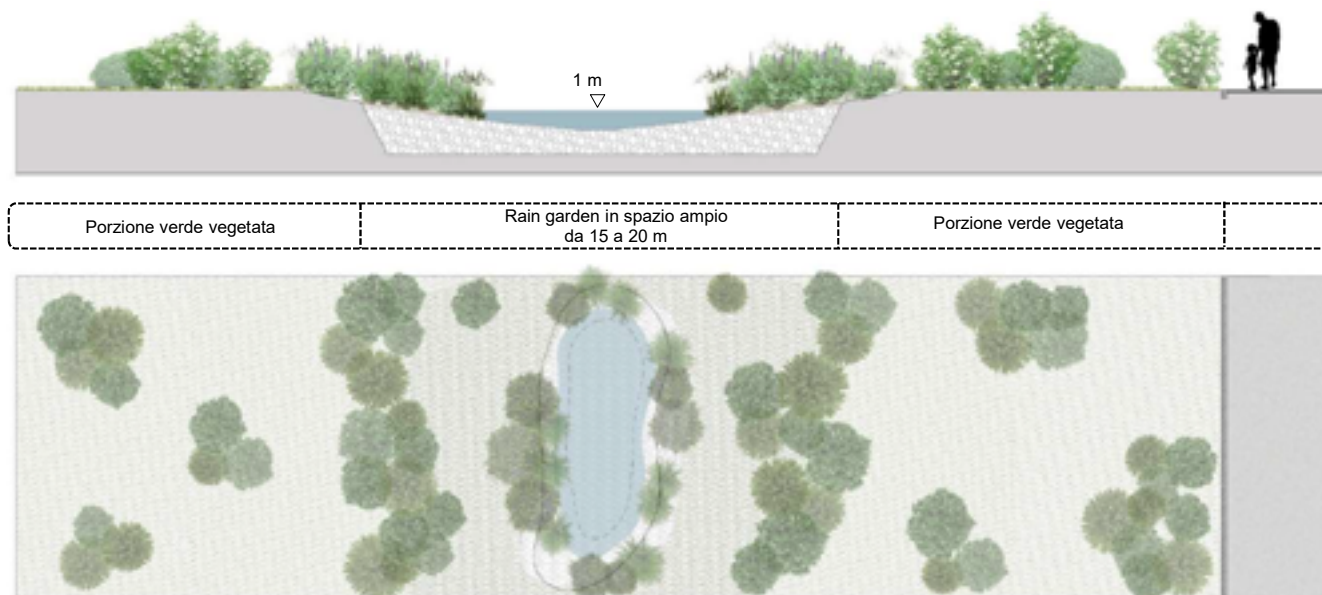 1 m
Porzione verde vegetata
Rain garden in spazio ampio
da 15 a 20 m
Porzione verde vegetata